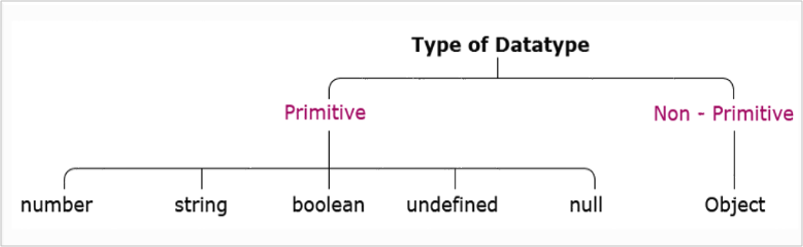 Type of Datatype
Primitive
Non - Primitive
number
string
boolean
undefined
null
Object